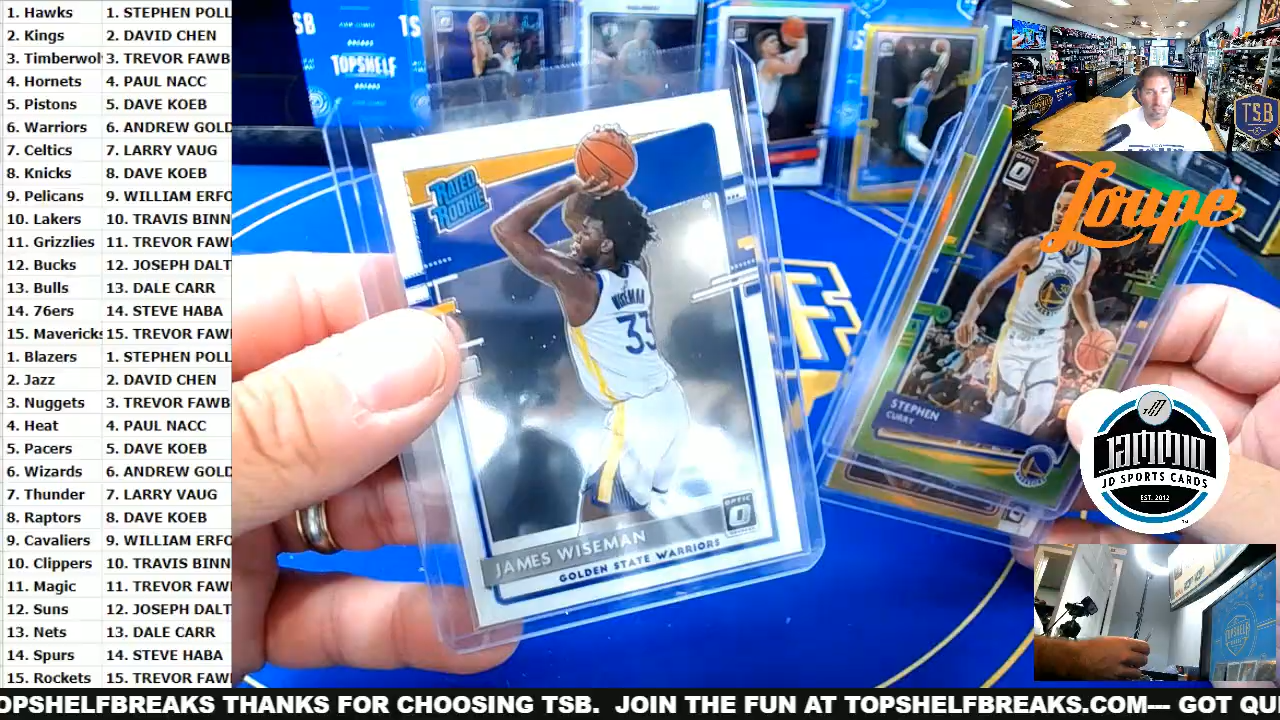 1. Hawks 1. STEPHEN POLL
2. Kings 2. DAVID CHEN
3. Timberwol 3. TREVOR FAWB
4. Hornets 4. PAUL NACC
5. Pistons 5. DAVE KOEB
6. Warriors 6. ANDREW GOLD
7. Celtics 7. LARRY VAUG
8. Knicks 8. DAVE KOEB
9. Pelicans 9. WILLIAM ERFO
10. Lakers 10. TRAVIS BINN
11. Grizzlies 11. TREVOR FAW
12. Bucks 12. JOSEPH DALT
13. Bulls 13. DALE CARR
14. 76ers 14. STEVE HABA
15. Mavericks 15. TREVOR FAW
1. Blazers 1. STEPHEN POLL
2. Jazz 2. DAVID CHEN
3. Nuggets 3. TREVOR FAWB
4. Heat 4. PAUL NACC
5. Pacers 5. DAVE KOEB
6. Wizards 6. ANDREW GOLD
7. Thunder 7. LARRY VAUG
8. Raptors 8. DAVE KOEB
9. Cavaliers 9. WILLIAM ERFO
10. Clippers 10. TRAVIS BINN
11. Magic 11. TREVOR FAW
12. Suns 12. JOSEPH DALT
13. Nets 13. DALE CARR
14. Spurs 14. STEVE HABA
15. Rockets 15. TREVOR FAW
SB
TS
TOPSHELF
RATED
ROOKIE
WISEMAN
33
OPTIC
JAMES WISEMAN
GOLDEN STATE WARRIORS
OPTIC
STEPHEN
CURRY
TSB
Loupe
JAMMIN
JD SPORTS CARDS
EST. 2012
TOPSHELF
OPSHELFBREAKS THANKS FOR CHOOSING TSB. JOIN THE FUN AT TOPSHELFBREAKS.COM--- GOT QUE